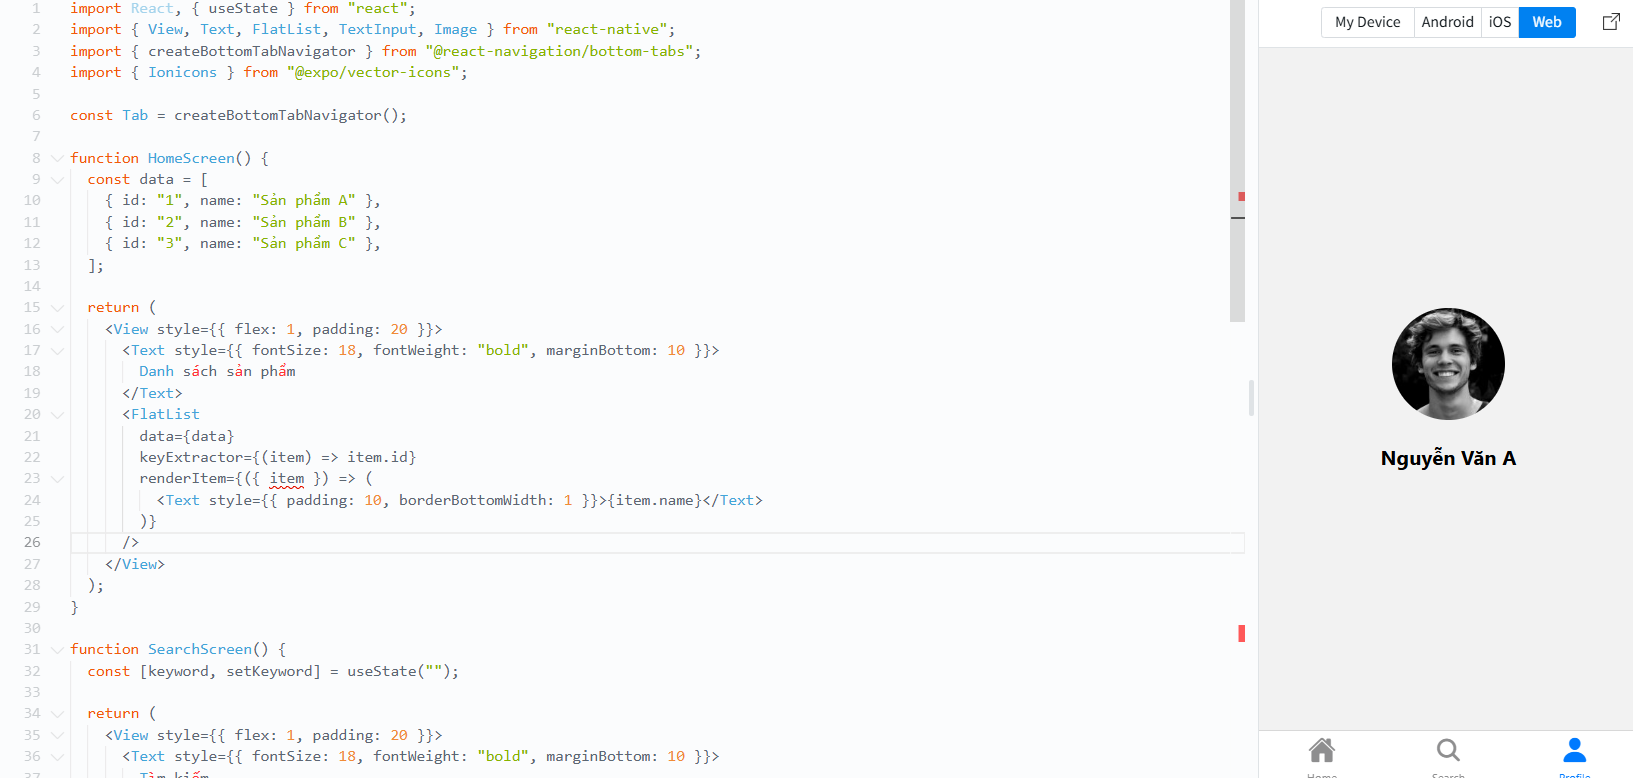 1 import React, { useState } from "react";
2 import { View, Text, FlatList, TextInput, Image } from "react-native";
3 import { createBottomTabNavigator } from "@react-navigation/bottom-tabs";
4 import { Ionicons } from "@expo/vector-icons";
5
6 const Tab = createBottomTabNavigator();
7
8 function HomeScreen() {
9 const data = [
10 { id: "1", name: "Sản phẩm A" },
11 { id: "2", name: "Sản phẩm B" },
12 { id: "3", name: "Sản phẩm C" },
13 ];
14
15 return (
16 <View style={{ flex: 1, padding: 20 }}>
17 <Text style={{ fontSize: 18, fontWeight: "bold", marginBottom: 10 }}>
18 Danh sách sản phẩm
19 </Text>
20 <FlatList
21 data={data}
22 keyExtractor={(item) => item.id}
23 renderItem={({ item }) => (
24 <Text style={{ padding: 10, borderBottomWidth: 1 }}>{item.name}</Text>
25 )}
26 />
27 </View>
28 );
29 }
30
31 function SearchScreen() {
32 const [keyword, setKeyword] = useState("");
33
34 return (
35 <View style={{ flex: 1, padding: 20 }}>
36 <Text style={{ fontSize: 18, fontWeight: "bold", marginBottom: 10 }}>
37 Tìm kiếm
My Device Android iOS Web
Nguyễn Văn A
Home Search Profile